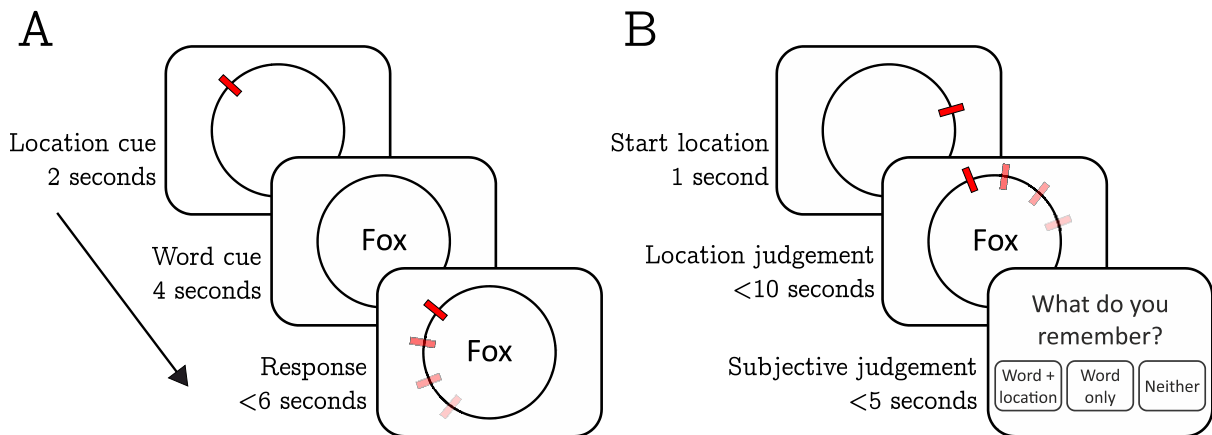 A
Location cue
2 seconds
Word cue
4 seconds
Fox
Response
<6 seconds
Fox
B
Start location
1 second
Location judgement
<10 seconds
Fox
Subjective judgement
<5 seconds
What do you
remember?
Word +
location
Word
only
Neither